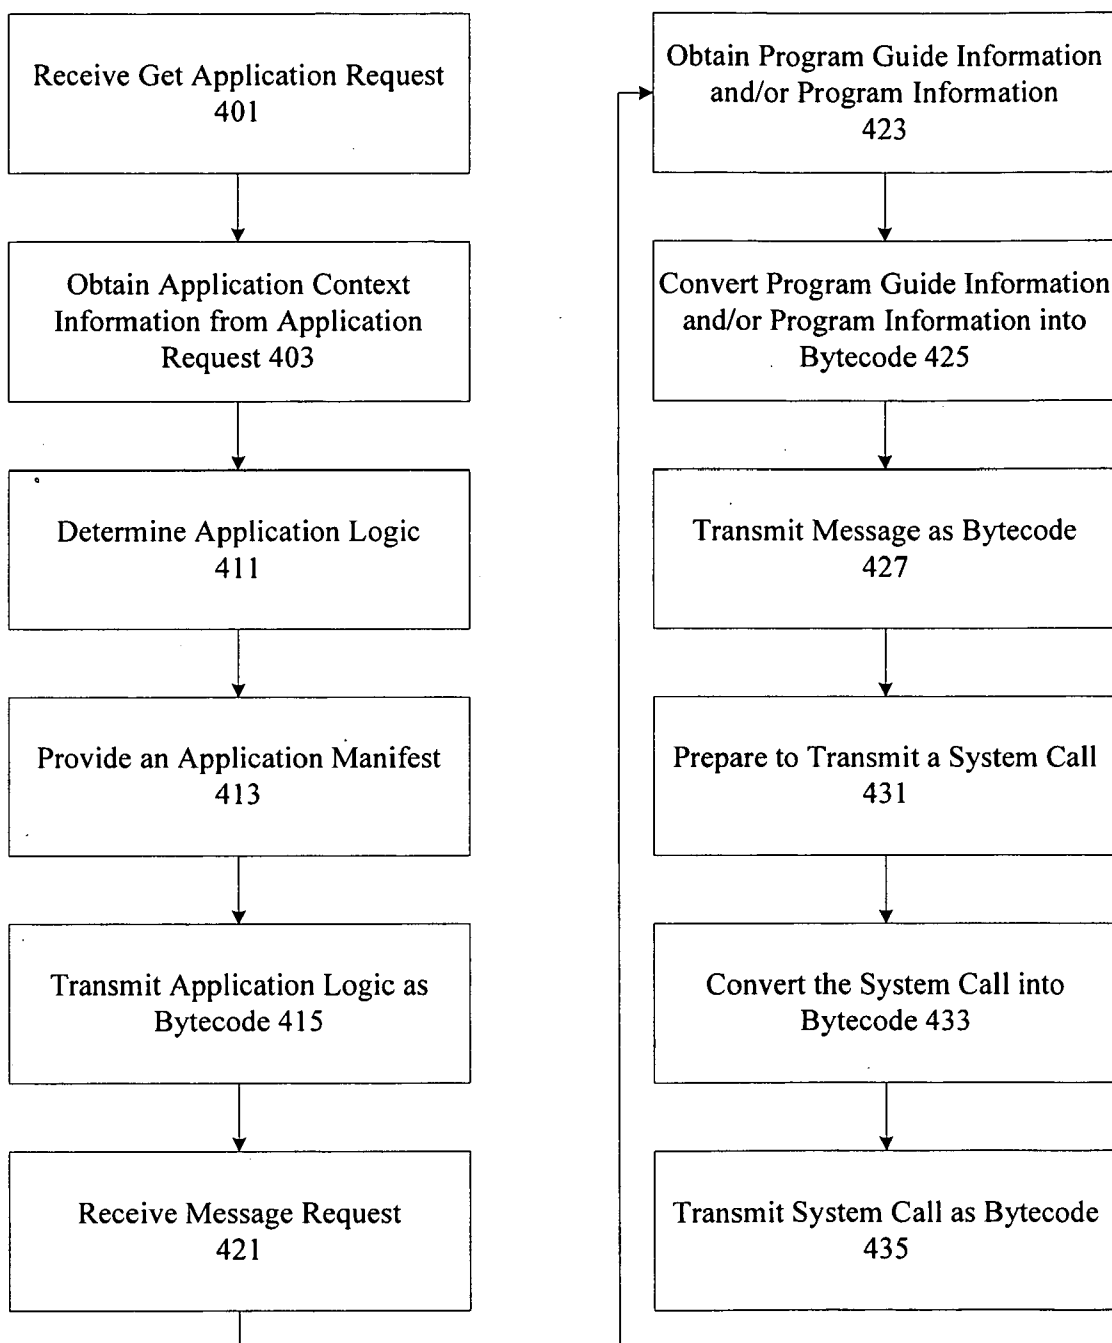 Receive Get Application Request
401
Obtain Application Context
Information from Application
Request 403
Determine Application Logic
411
Provide an Application Manifest
413
Transmit Application Logic as
Bytecode 415
Receive Message Request
421
Obtain Program Guide Information
and/or Program Information
423
Convert Program Guide Information
and/or Program Information into
Bytecode 425
Transmit Message as Bytecode
427
Prepare to Transmit a System Call
431
Convert the System Call into
Bytecode 433
Transmit System Call as Bytecode
435